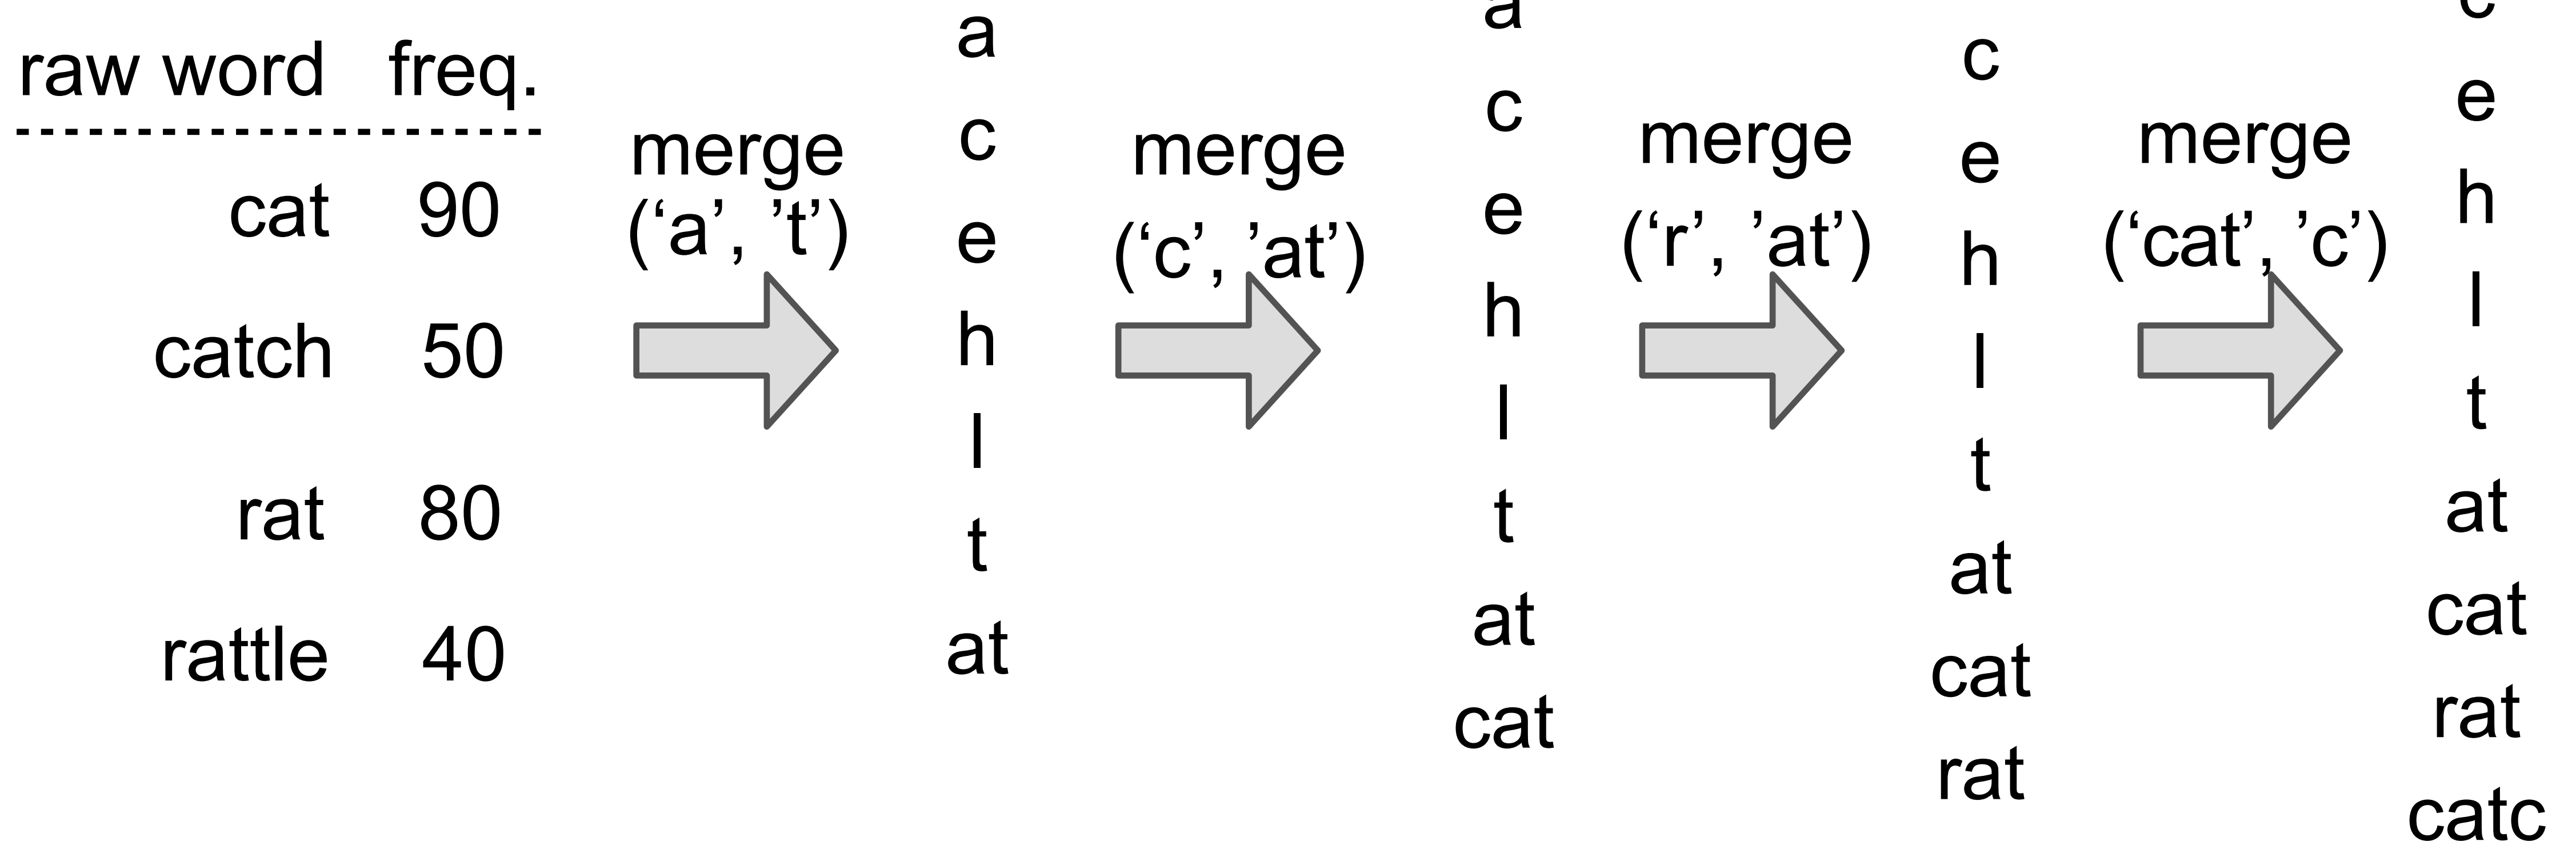 raw word freq.
cat 90
catch 50
rat 80
rattle 40
merge
(‘a’, ’t’)
a
c
e
h
l
t
at
merge
(‘c’, ’at’)
a
c
e
h
l
t
at
cat
merge
(‘r’, ’at’)
c
e
h
l
t
at
cat
rat
merge
(‘cat’, ’c’)
c
e
h
l
t
at
cat
rat
catc